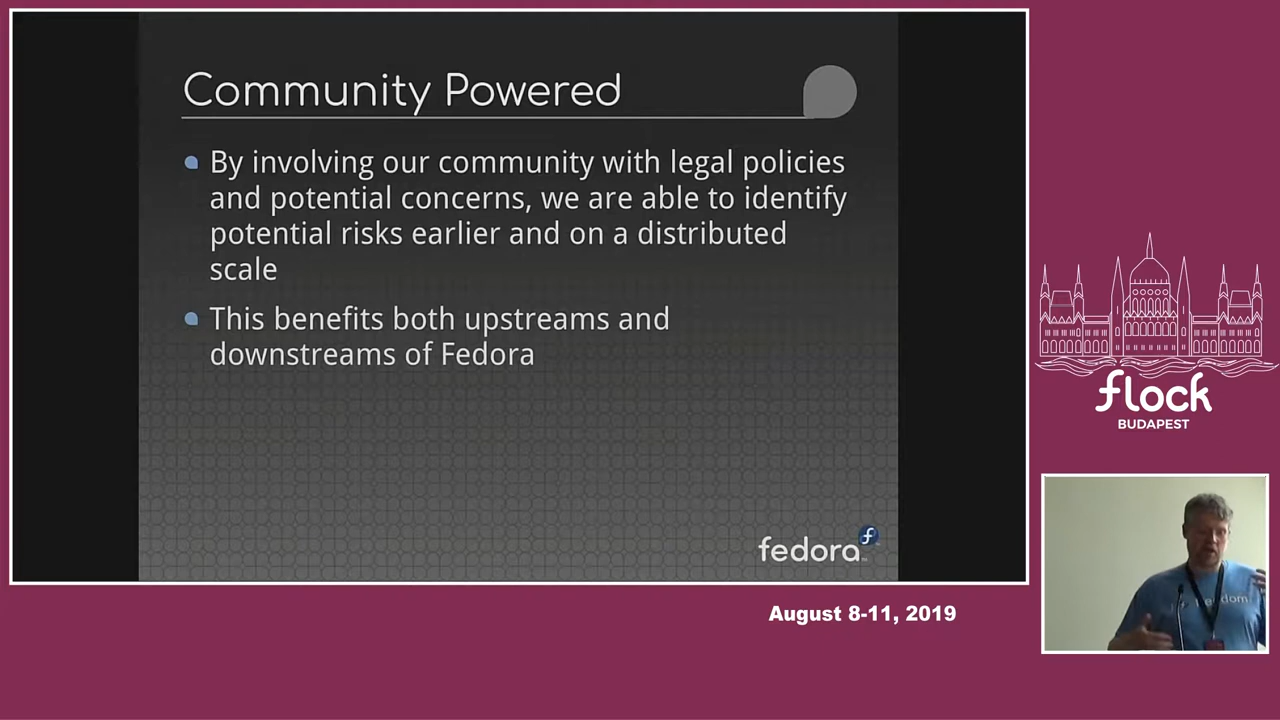 Community Powered
By involving our community with legal policies
and potential concerns, we are able to identify
potential risks earlier and on a distributed
scale
This benefits both upstreams and
downstreams of Fedora
fedora
flock
BUDAPEST
August 8-11, 2019